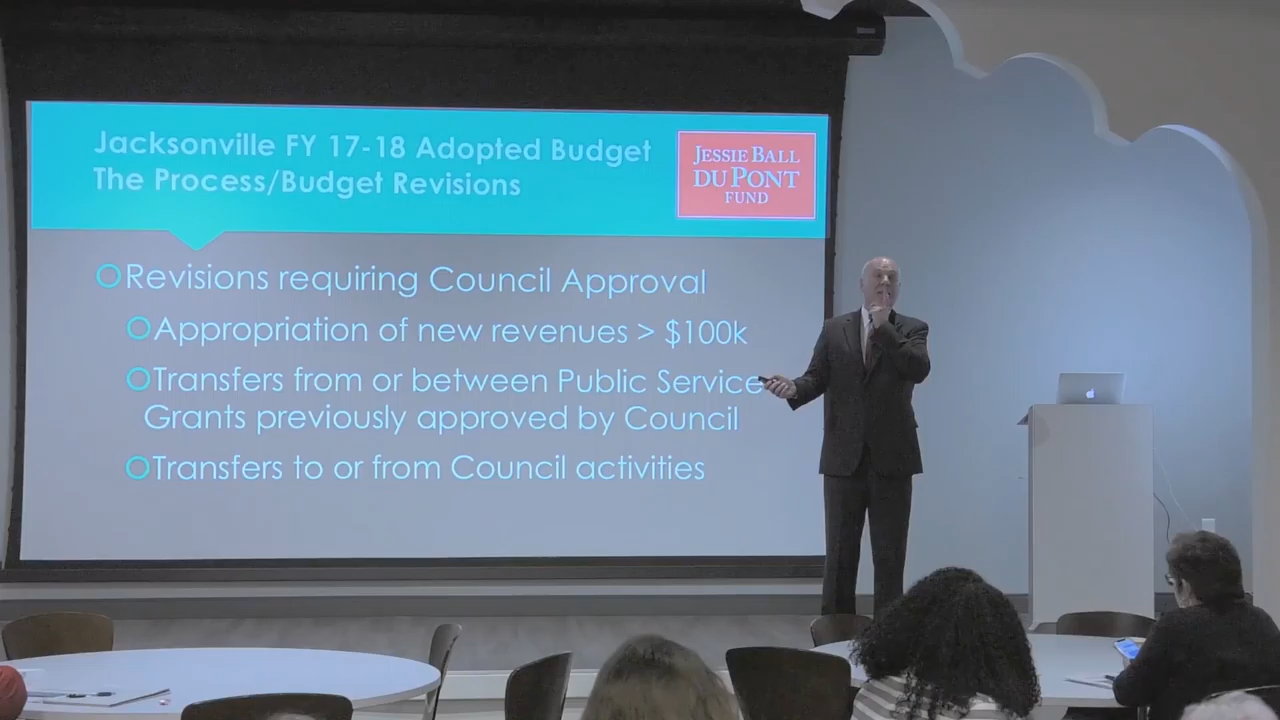 Jacksonville FY 17-18 Adopted Budget
The Process/Budget Revisions
JESSIE BALL
DU PONT
FUND
Revisions requiring Council Approval
Appropriation of new revenues > $100k
Transfers from or between Public Service
Grants previously approved by Council
Transfers to or from Council activities